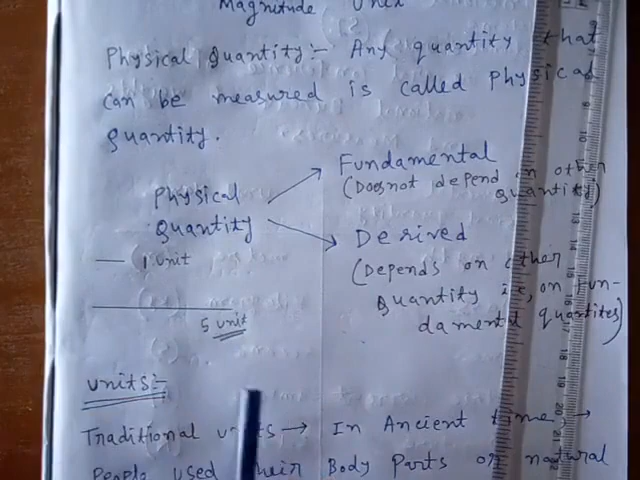 Magnitude Unit
Physical Quantity:- Any quantity that
can be measured is called Physical
quantity.
Physical Quantity
Fundamental
(Doesnot depend on other quantity)
Derived
(Depends on other
quantity ie, on fun-
damental quantites)
1 unit
5 unit
units:-
Traditional units → In Ancient time, →
People used their Body Parts or natural